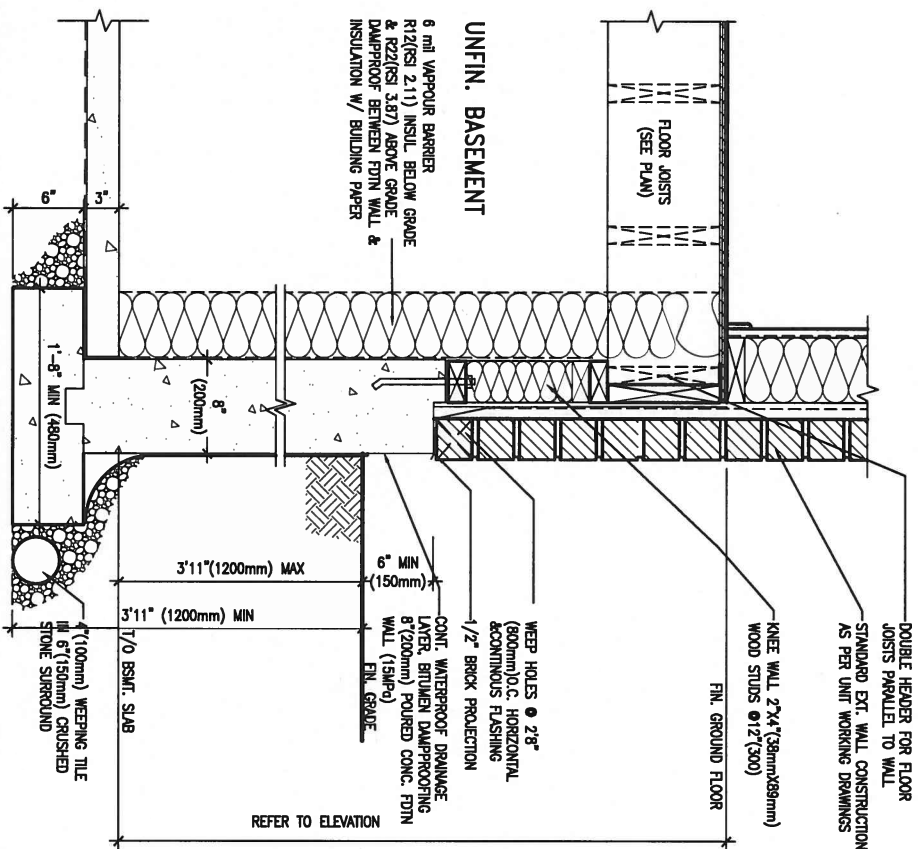 DOUBLE HEADER FOR FLOOR
JOISTS PARALLEL TO WALL
STANDARD EXT. WALL CONSTRUCTION
AS PER UNIT WORKING DRAWINGS
KNEE WALL 2"X4"(38mmX89mm)
WOOD STUDS @12"(300)
FIN. GROUND FLOOR
FLOOR JOISTS
(SEE PLAN)
UNFIN. BASEMENT
6 mil VAPPOUR BARRIER
R12(RSI 2.11) INSUL BELOW GRADE
& R22(RSI 3.87) ABOVE GRADE
DAMPPROOF BETWEEN FDTN WALL &
INSULATION W/ BUILDING PAPER
WEEP HOLES @ 2'8"
(800mm)O.C. HORIZONTAL
&CONTINOUS FLASHING
1/2" BRICK PROJECTION
CONT. WATERPROOF DRAINAGE
LAYER, BITUMEN DAMPPROOFING
8"(200mm) POURED CONC. FDTN
WALL (15MPa)
FIN. GRADE
6" MIN
(150mm)
8"
(200mm)
3'11"(1200mm) MAX
3'11" (1200mm) MIN
REFER TO ELEVATION
T/O BSMT. SLAB
3"
6"
1'-8" MIN (480mm)
4"(100mm) WEEPING TILE
IN 6"(150mm) CRUSHED
STONE SURROUND